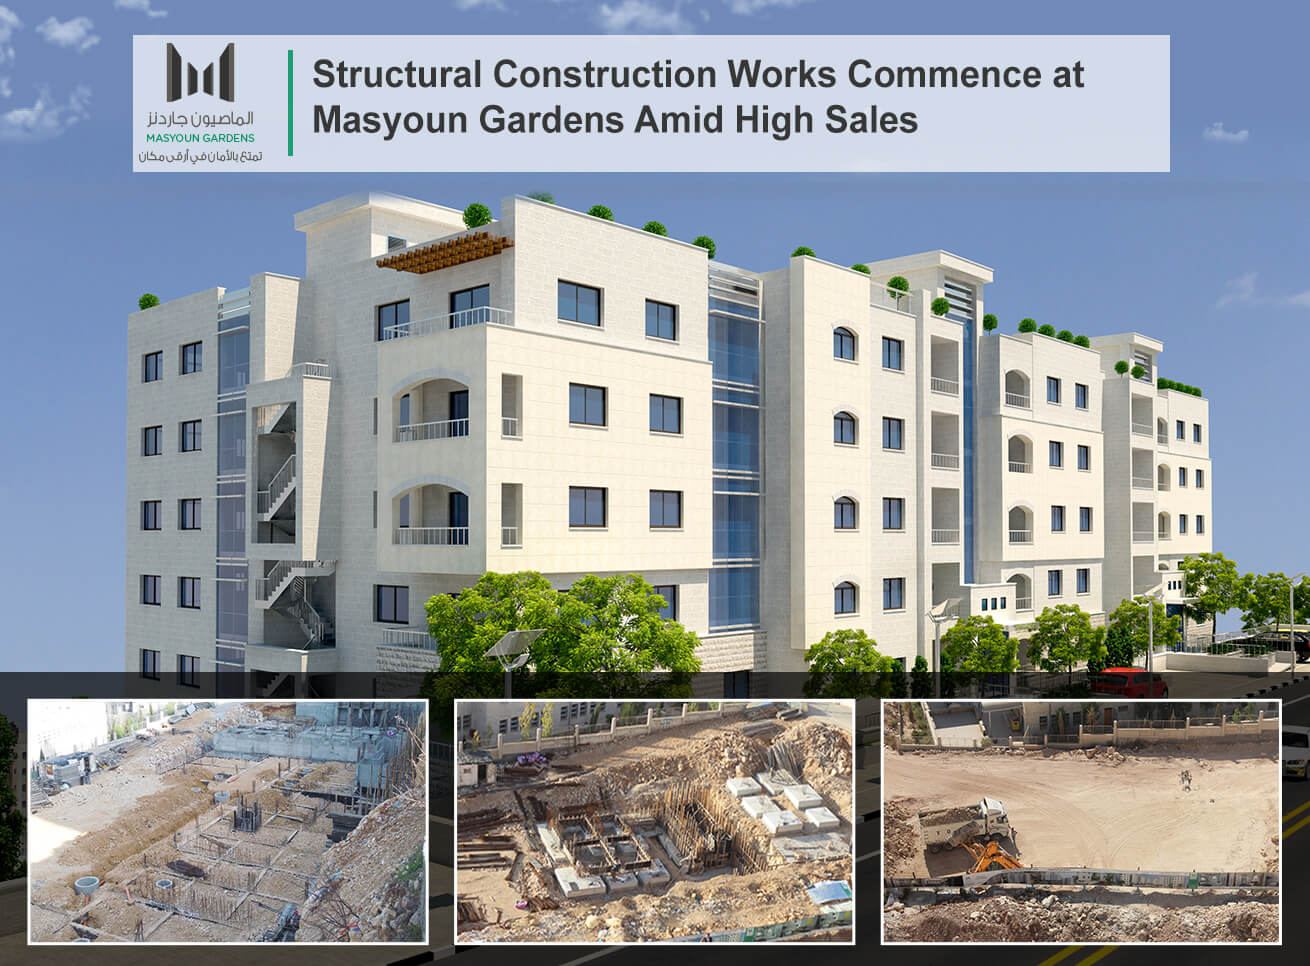 الماصيون جاردنز
MASYOUN GARDENS
تمتع بالأمان في أرقى مكان
Structural Construction Works Commence at
Masyoun Gardens Amid High Sales